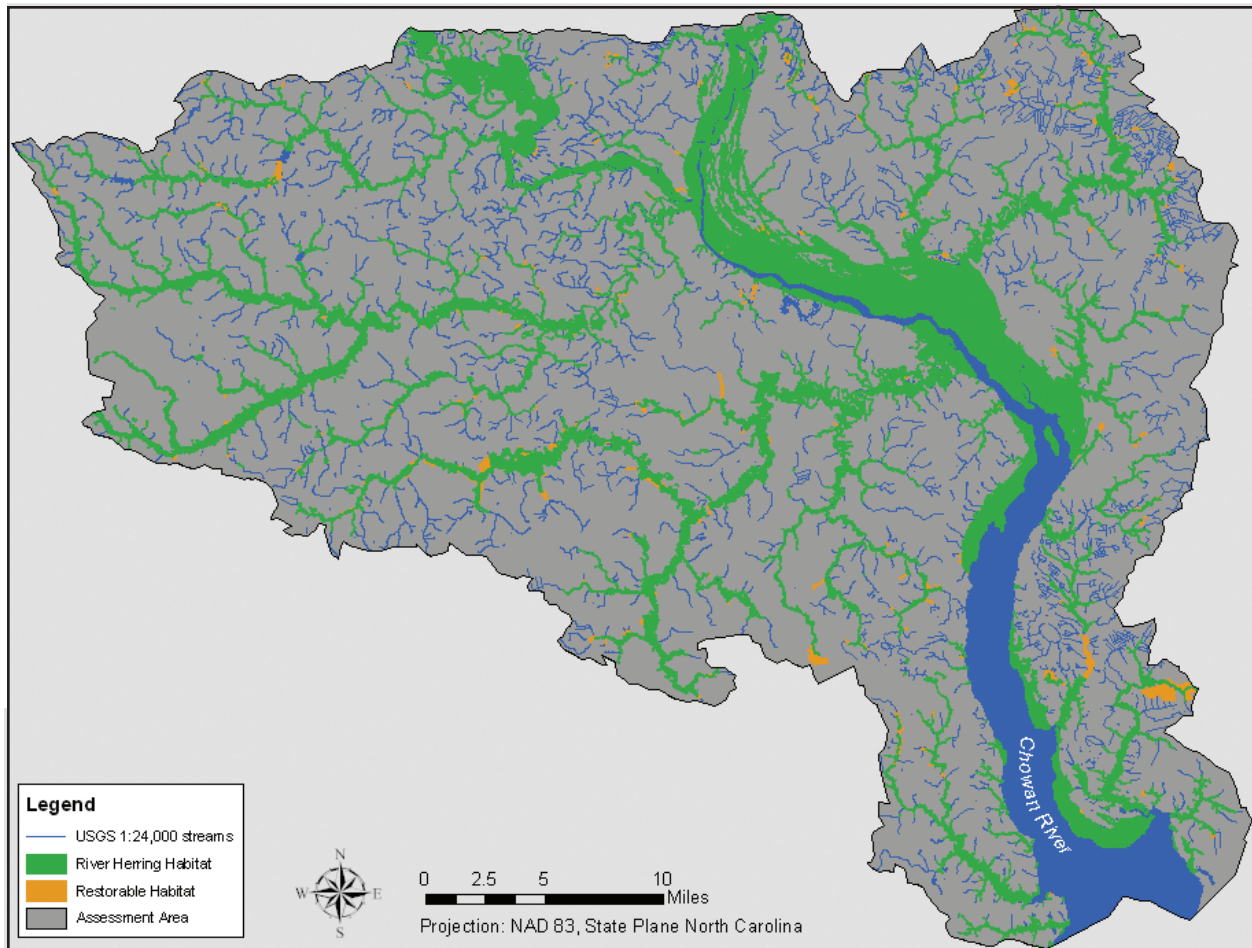 Chowan River
Legend
USGS 1:24,000 streams
River Herring Habitat
Restorable Habitat
Assessment Area
N
W E
S
0 2.5 5 10
Miles
Projection: NAD 83, State Plane North Carolina